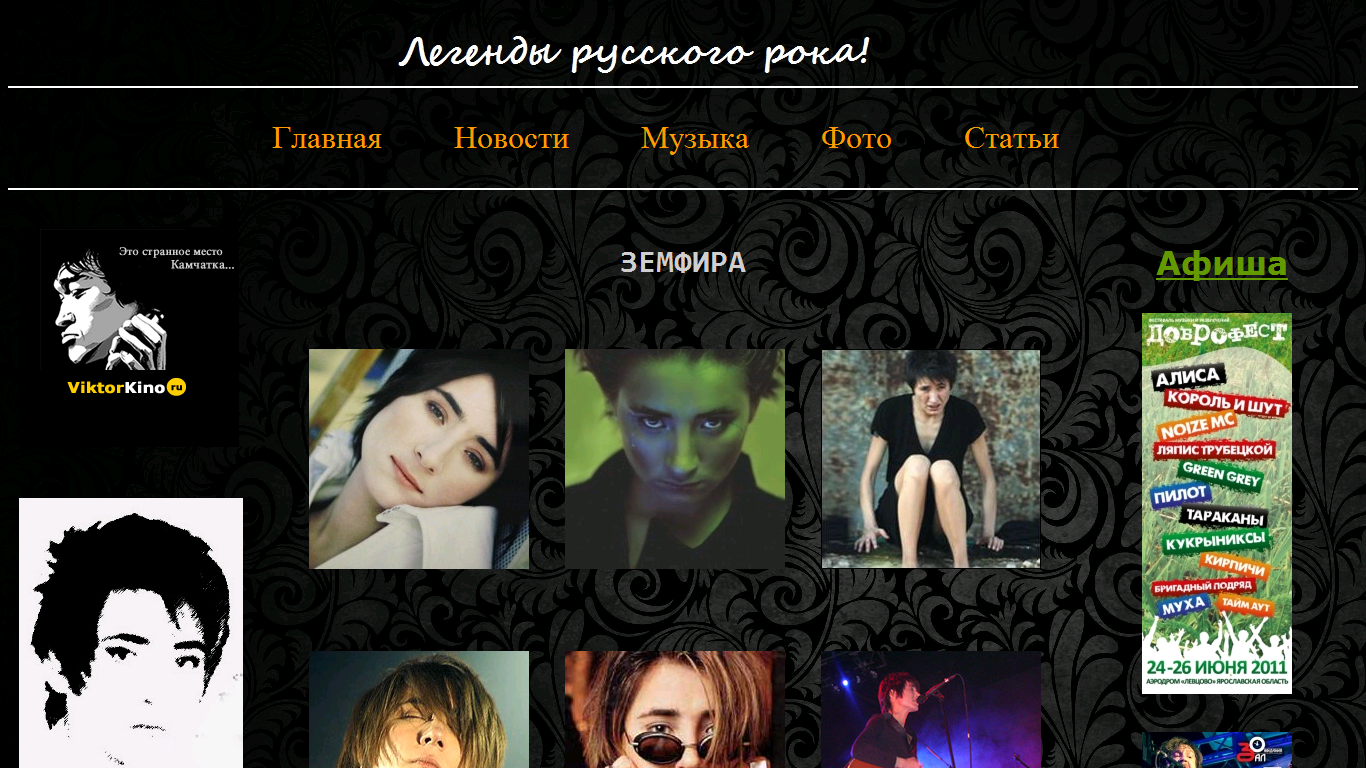 Легенды русского рока!
Главная Новости Музыка Фото Статьи
Это странное место
Камчатка...
ViktorKino ru
ЗЕМФИРА
Афиша
ДОБРОФЕСТ
АЛИСА
КОРОЛЬ И ШУТ
NOIZE MC
ЛЯПИС ТРУБЕЦКОЙ
GREEN GREY
ПИЛОТ
ТАРАКАНЫ
КУКРЫНИКСЫ
КИРПИЧИ
БРИГАДНЫЙ ПОДРЯД
МУХА
ТАЙМ АУТ
24-26 ИЮНЯ 2011
АЭРОДРОМ «ЛЕВЦОВО» ЯРОСЛАВСКАЯ ОБЛАСТЬ